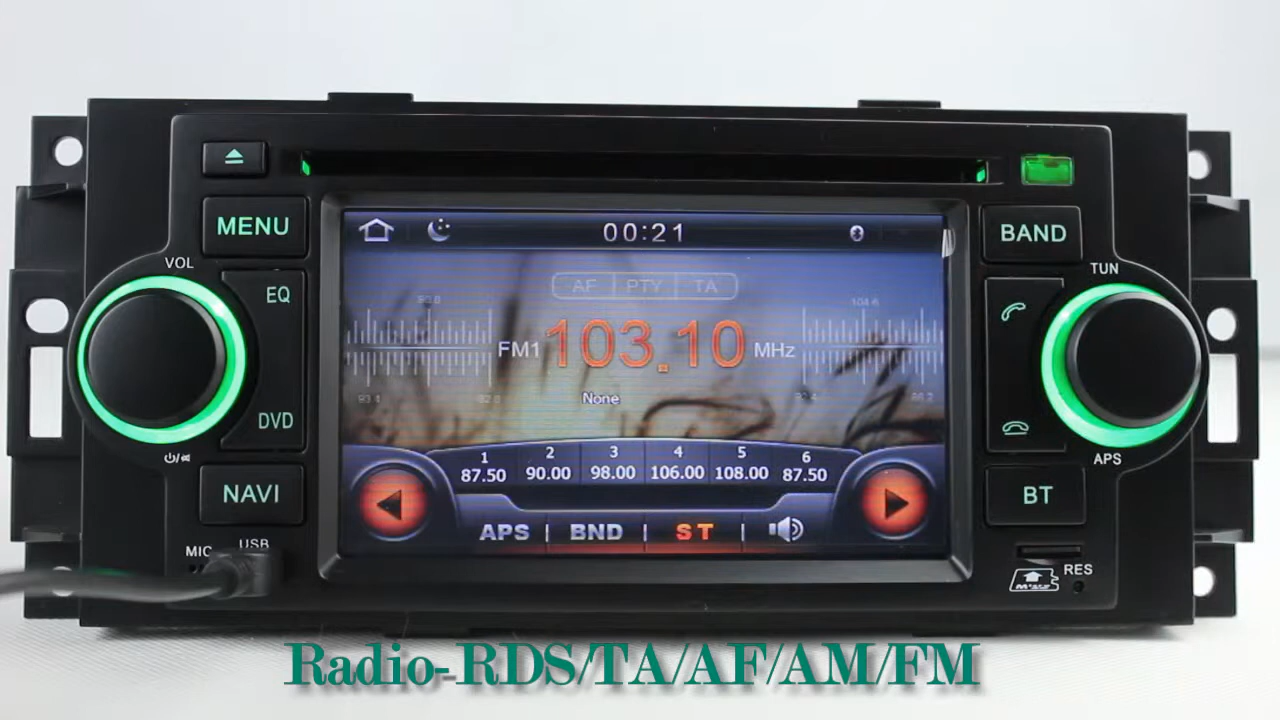 MENU
BAND
VOL
TUN
EQ
DVD
NAVI
BT
APS
MIC
USB
RES
00:21
AF PTY TA
104.6
FM1 103.10 MHz
None
1 2 3 4 5 6
87.50 90.00 98.00 106.00 108.00 87.50
APS | BND | ST |
Radio-RDS/TA/AF/AM/FM